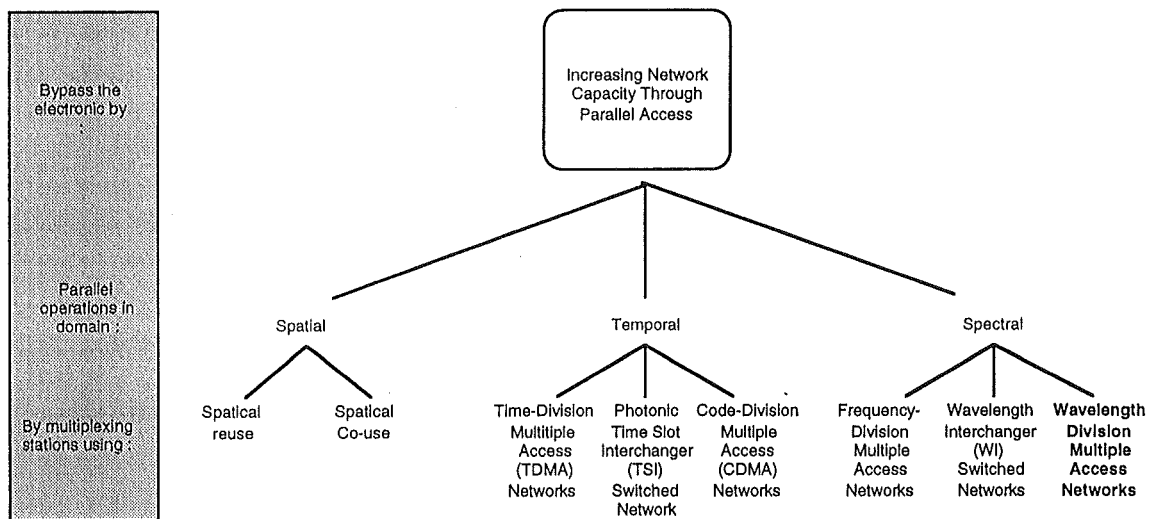 Bypass the
electronic by
:
Increasing Network
Capacity Through
Parallel Access
Parallel
operations in
domain :
Spatial
Temporal
Spectral
By multiplexing
stations using :
Spatical
reuse
Spatical
Co-use
Time-Division
Multitiple
Access
(TDMA)
Networks
Photonic
Time Slot
Interchanger
(TSI)
Switched
Network
Code-Division
Multiple
Access
(CDMA)
Networks
Frequency-
Division
Multiple
Access
Networks
Wavelength
Interchanger
(WI)
Switched
Networks
Wavelength
Division
Multiple
Access
Networks